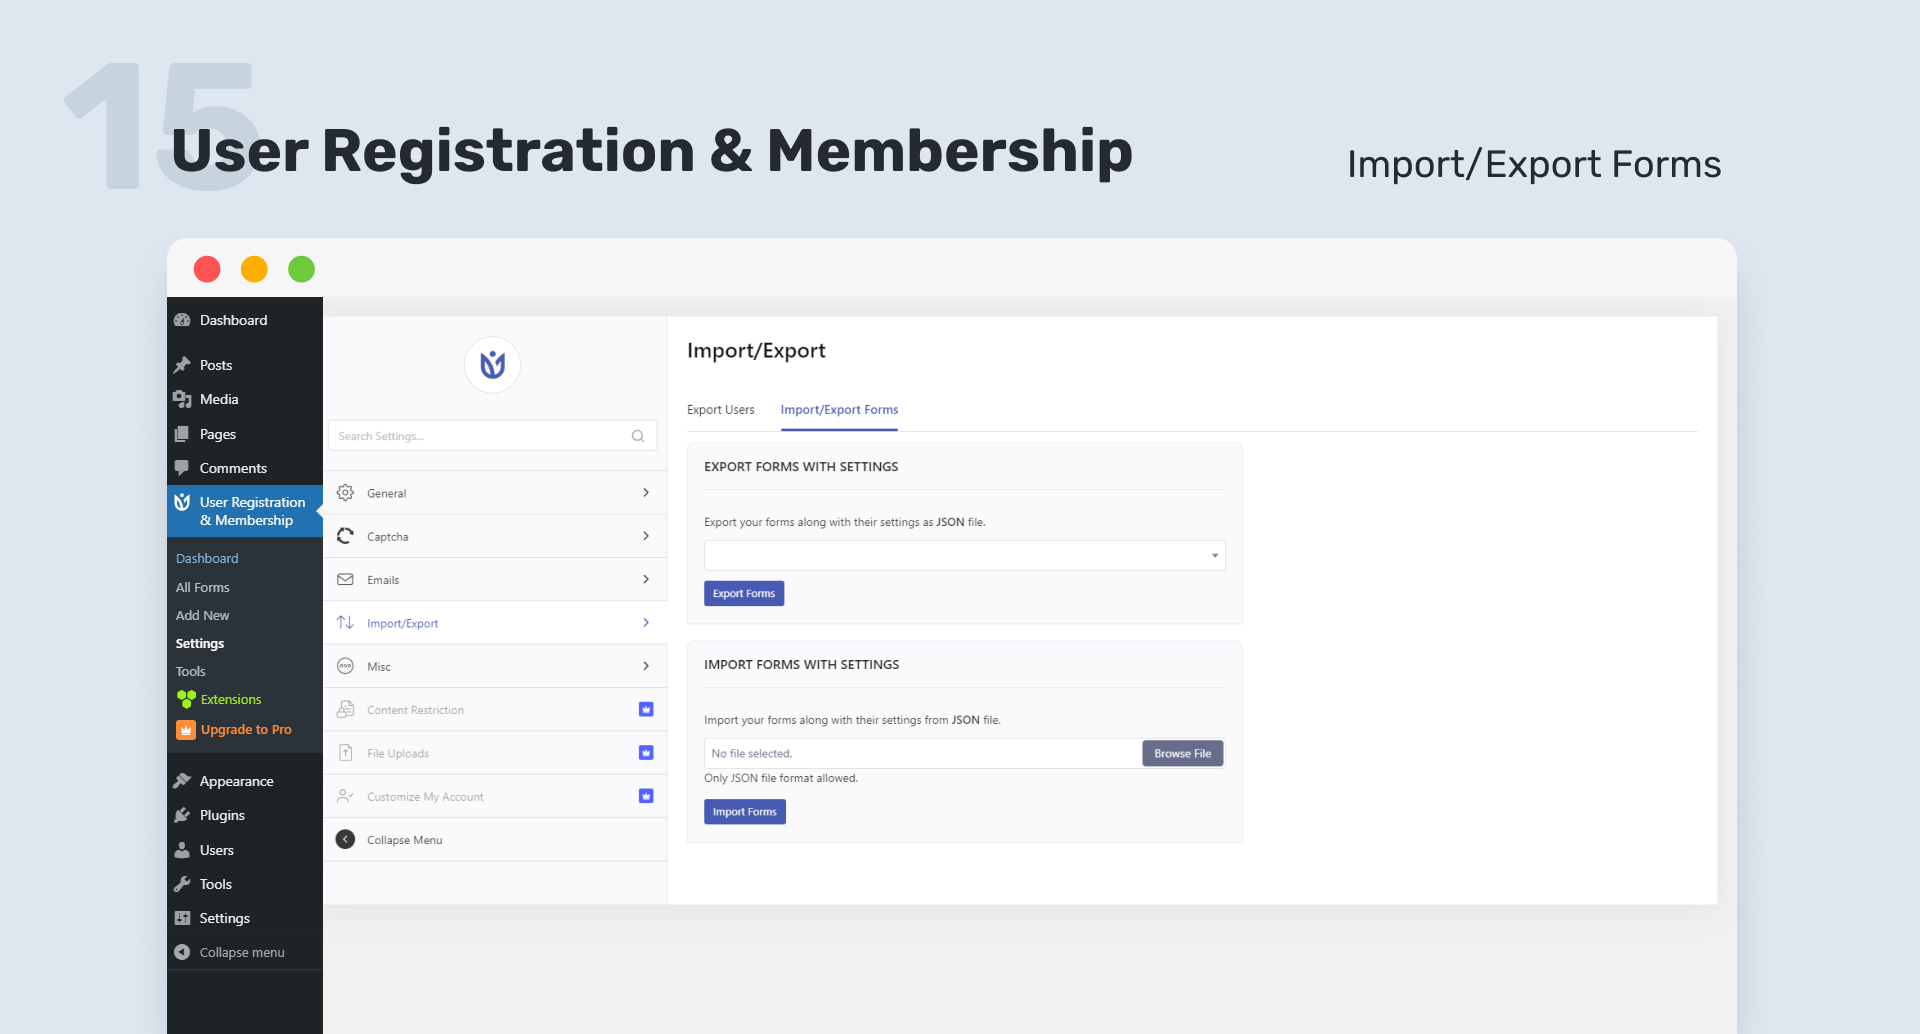 15
User Registration & Membership
Import/Export Forms
Dashboard
Posts
Media
Pages
Comments
User Registration
& Membership
Dashboard
All Forms
Add New
Settings
Tools
Extensions
Upgrade to Pro
Appearance
Plugins
Users
Tools
Settings
Collapse menu
Search Settings...
General
Captcha
Emails
Import/Export
Misc
Content Restriction
File Uploads
Customize My Account
Collapse Menu
Import/Export
Export Users
Import/Export Forms
EXPORT FORMS WITH SETTINGS
Export your forms along with their settings as JSON file.
Export Forms
IMPORT FORMS WITH SETTINGS
Import your forms along with their settings from JSON file.
No file selected.
Browse File
Only JSON file format allowed.
Import Forms